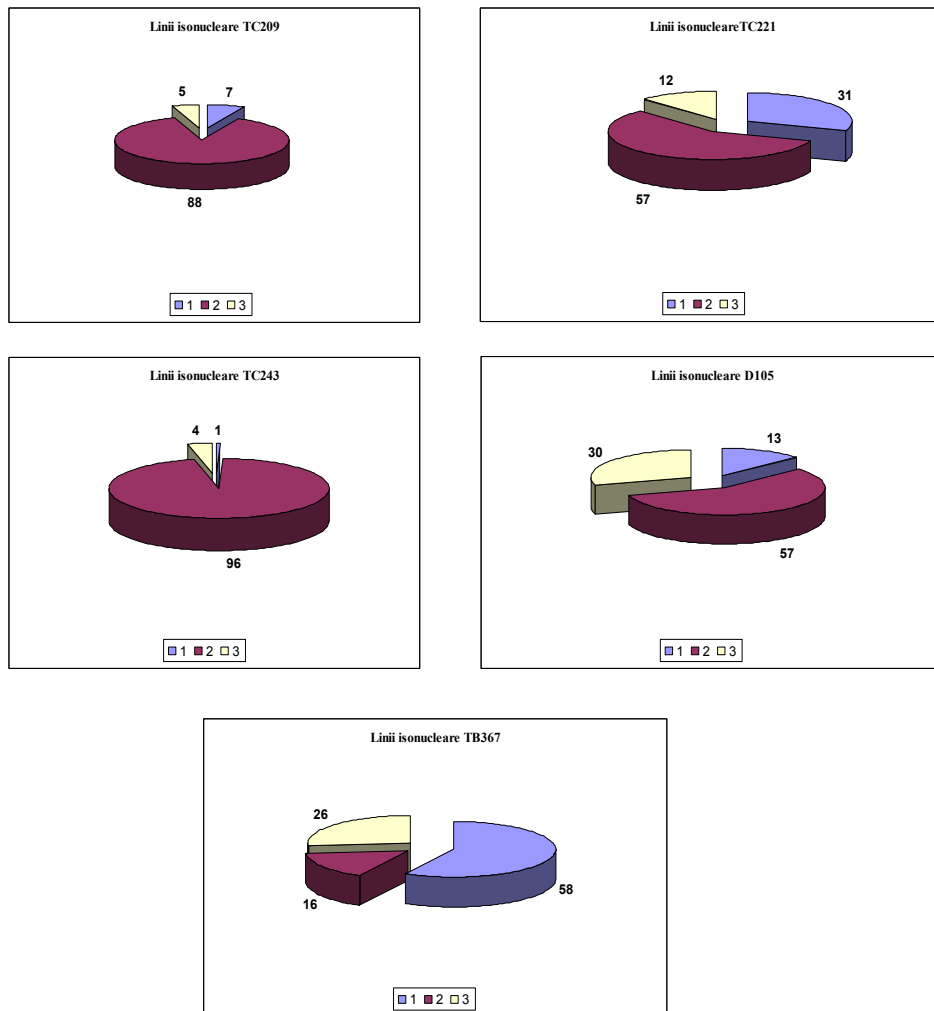 Linii isonucleare TC209
5 7
88
1 2 3
Linii isonucleareTC221
12 31
57
1 2 3
Linii isonucleare TC243
4 1
96
1 2 3
Linii isonucleare D105
30 13
57
1 2 3
Linii isonucleare TB367
26
16 58
1 2 3